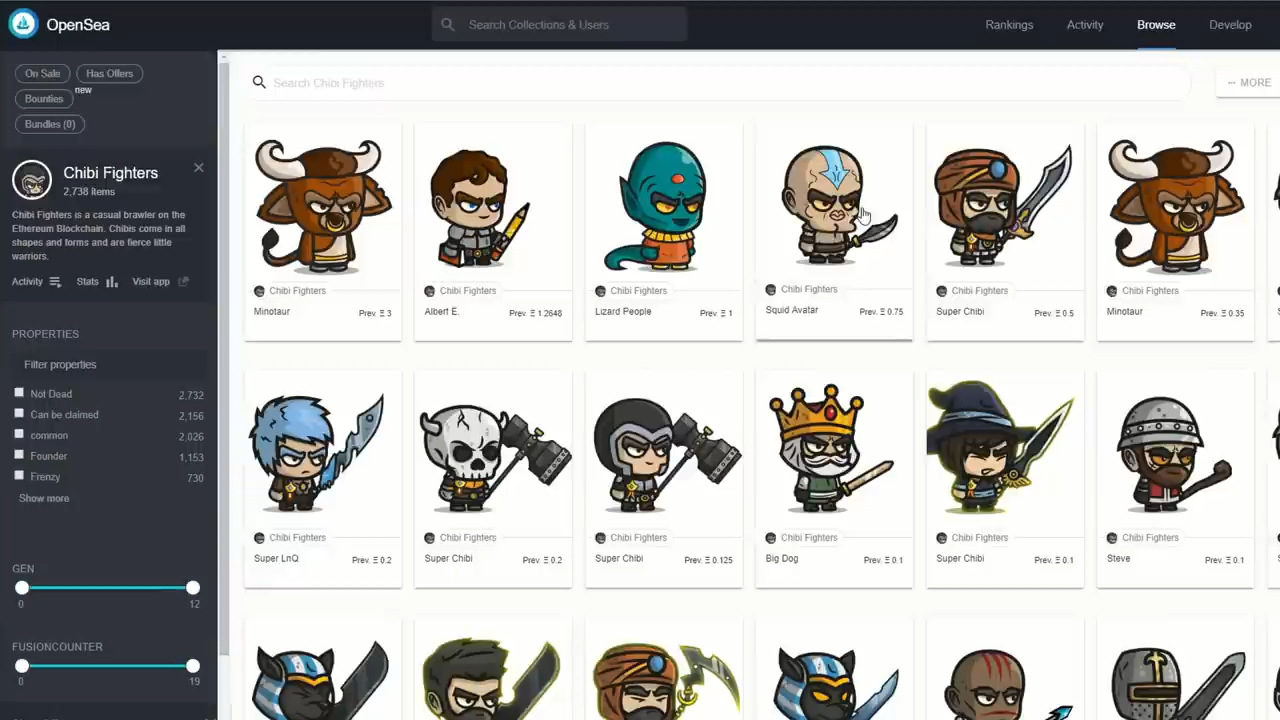 OpenSea
Search Collections & Users
Rankings
Activity
Browse
Develop
On Sale
Has Offers
Bounties
new
Bundles (0)
Search Chibi Fighters
··· MORE
Chibi Fighters
2,738 items
Chibi Fighters is a casual brawler on the
Ethereum Blockchain. Chibis come in all
shapes and forms and are fierce little
warriors.
Activity
Stats
Visit app
PROPERTIES
Filter properties
Not Dead 2,732
Can be claimed 2,156
common 2,026
Founder 1,153
Frenzy 730
Show more
GEN
0 12
FUSIONCOUNTER
0 19
Chibi Fighters
Minotaur Prev. Ξ 3
Chibi Fighters
Albert E. Prev. Ξ 1.2648
Chibi Fighters
Lizard People Prev. Ξ 1
Chibi Fighters
Squid Avatar Prev. Ξ 0.75
Chibi Fighters
Super Chibi Prev. Ξ 0.5
Chibi Fighters
Minotaur Prev. Ξ 0.35
Chibi Fighters
Super LnQ Prev. Ξ 0.2
Chibi Fighters
Super Chibi Prev. Ξ 0.2
Chibi Fighters
Super Chibi Prev. Ξ 0.125
Chibi Fighters
Big Dog Prev. Ξ 0.1
Chibi Fighters
Super Chibi Prev. Ξ 0.1
Chibi Fighters
Steve Prev. Ξ 0.1